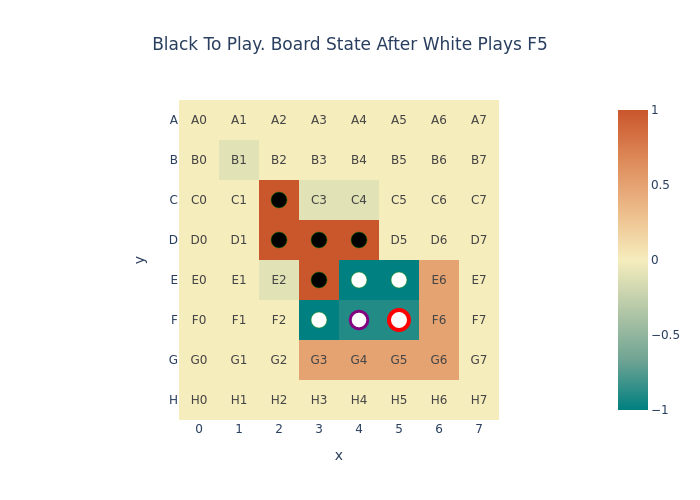 Black To Play. Board State After White Plays F5
A A0 A1 A2 A3 A4 A5 A6 A7
B B0 B1 B2 B3 B4 B5 B6 B7
C C0 C1 C3 C4 C5 C6 C7
D D0 D1 D5 D6 D7
E E0 E1 E2 E6 E7
F F0 F1 F2 F6 F7
G G0 G1 G2 G3 G4 G5 G6 G7
H H0 H1 H2 H3 H4 H5 H6 H7
0 1 2 3 4 5 6 7
x
y
1
0.5
0
−0.5
−1